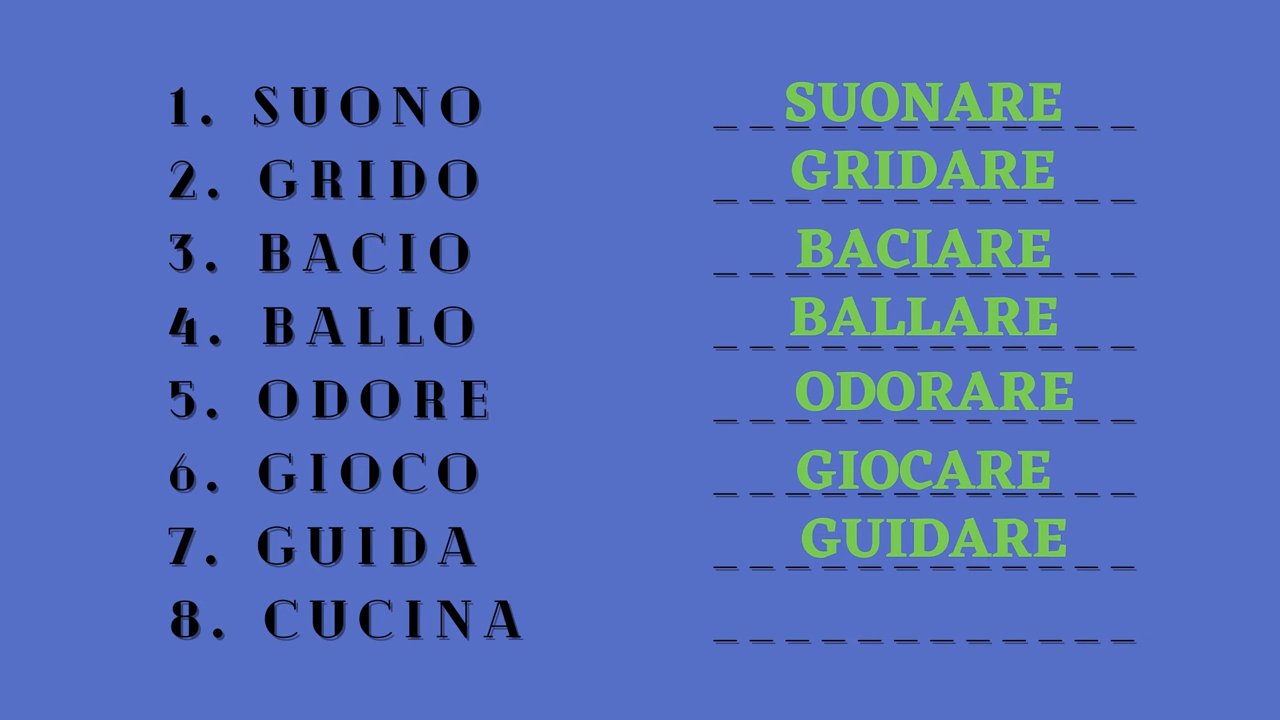 1. SUONO _ _ SUONARE _ _
2. GRIDO GRIDARE
3. BACIO BACIARE
4. BALLO BALLARE
5. ODORE ODORARE
6. GIOCO GIOCARE
7. GUIDA GUIDARE
8. CUCINA _ _ _ _ _ _ _ _ _ _ _ _